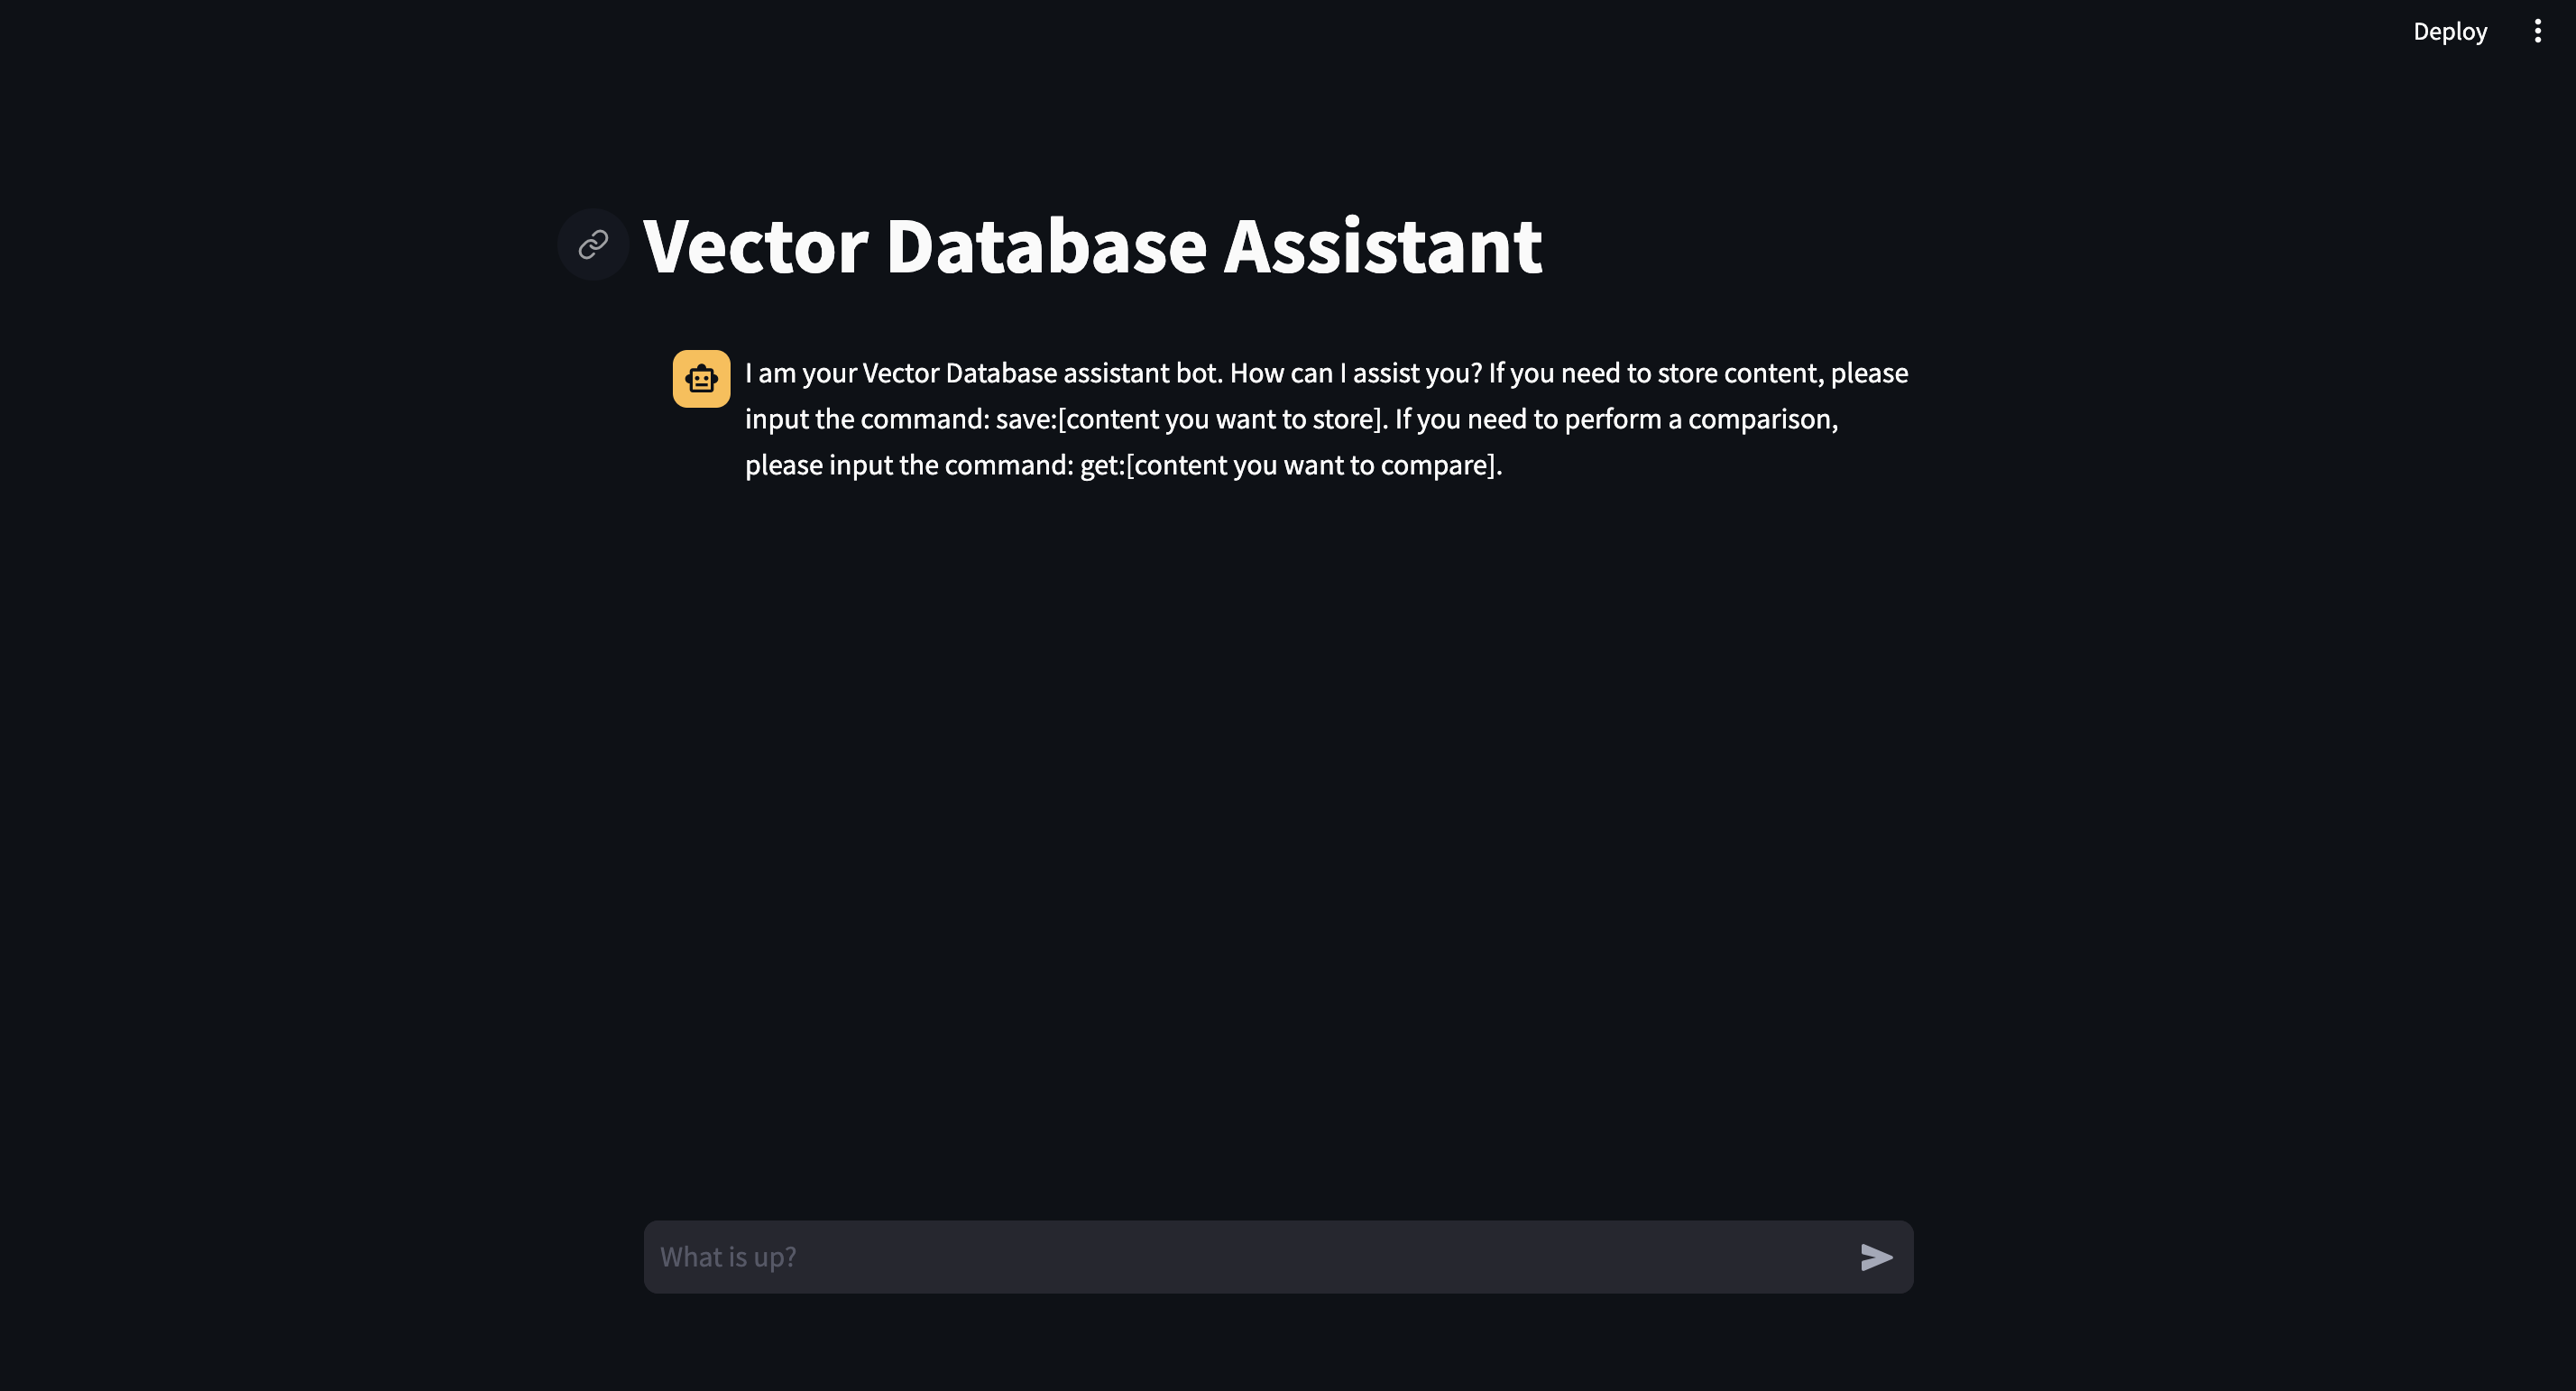 Deploy
Vector Database Assistant
I am your Vector Database assistant bot. How can I assist you? If you need to store content, please
input the command: save:[content you want to store]. If you need to perform a comparison,
please input the command: get:[content you want to compare].
What is up?